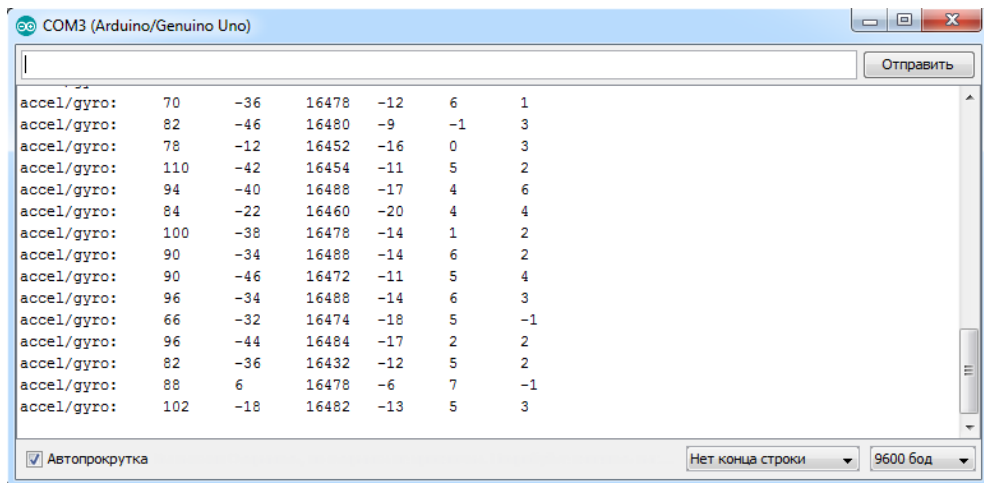 COM3 (Arduino/Genuino Uno)
Отправить
accel/gyro: 70 -36 16478 -12 6 1
accel/gyro: 82 -46 16480 -9 -1 3
accel/gyro: 78 -12 16452 -16 0 3
accel/gyro: 110 -42 16454 -11 5 2
accel/gyro: 94 -40 16488 -17 4 6
accel/gyro: 84 -22 16460 -20 4 4
accel/gyro: 100 -38 16478 -14 1 2
accel/gyro: 90 -34 16488 -14 6 2
accel/gyro: 90 -46 16472 -11 5 4
accel/gyro: 96 -34 16488 -14 6 3
accel/gyro: 66 -32 16474 -18 5 -1
accel/gyro: 96 -44 16484 -17 2 2
accel/gyro: 82 -36 16432 -12 5 2
accel/gyro: 88 6 16478 -6 7 -1
accel/gyro: 102 -18 16482 -13 5 3
Автопрокрутка Нет конца строки 9600 бод